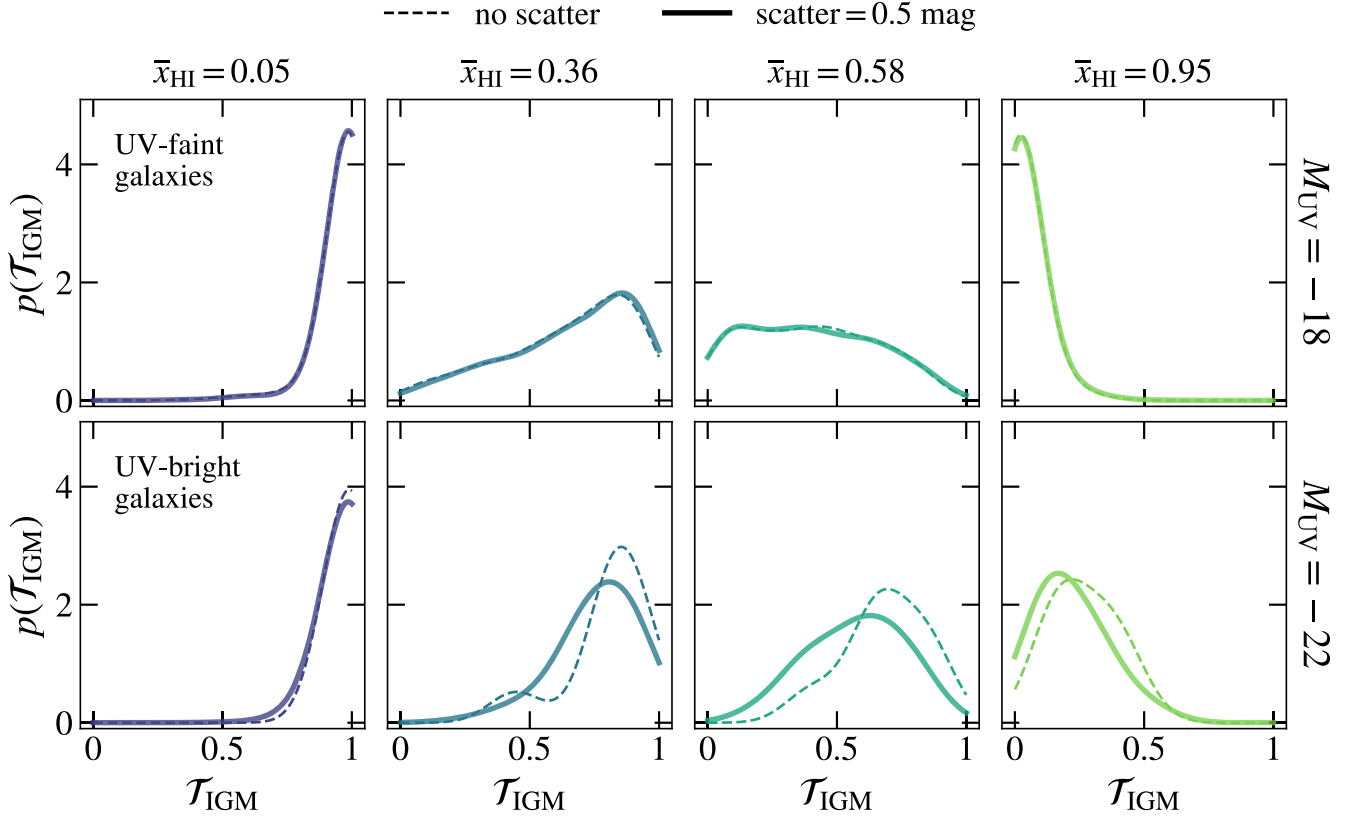 no scatter
scatter = 0.5 mag
x̄HI = 0.05
x̄HI = 0.36
x̄HI = 0.58
x̄HI = 0.95
UV-faint
galaxies
4
2
0
p(𝒯IGM)
MUV = −18
UV-bright
galaxies
4
2
0
p(𝒯IGM)
MUV = −22
0 0.5 1
0 0.5 1
0 0.5 1
0 0.5 1
𝒯IGM
𝒯IGM
𝒯IGM
𝒯IGM